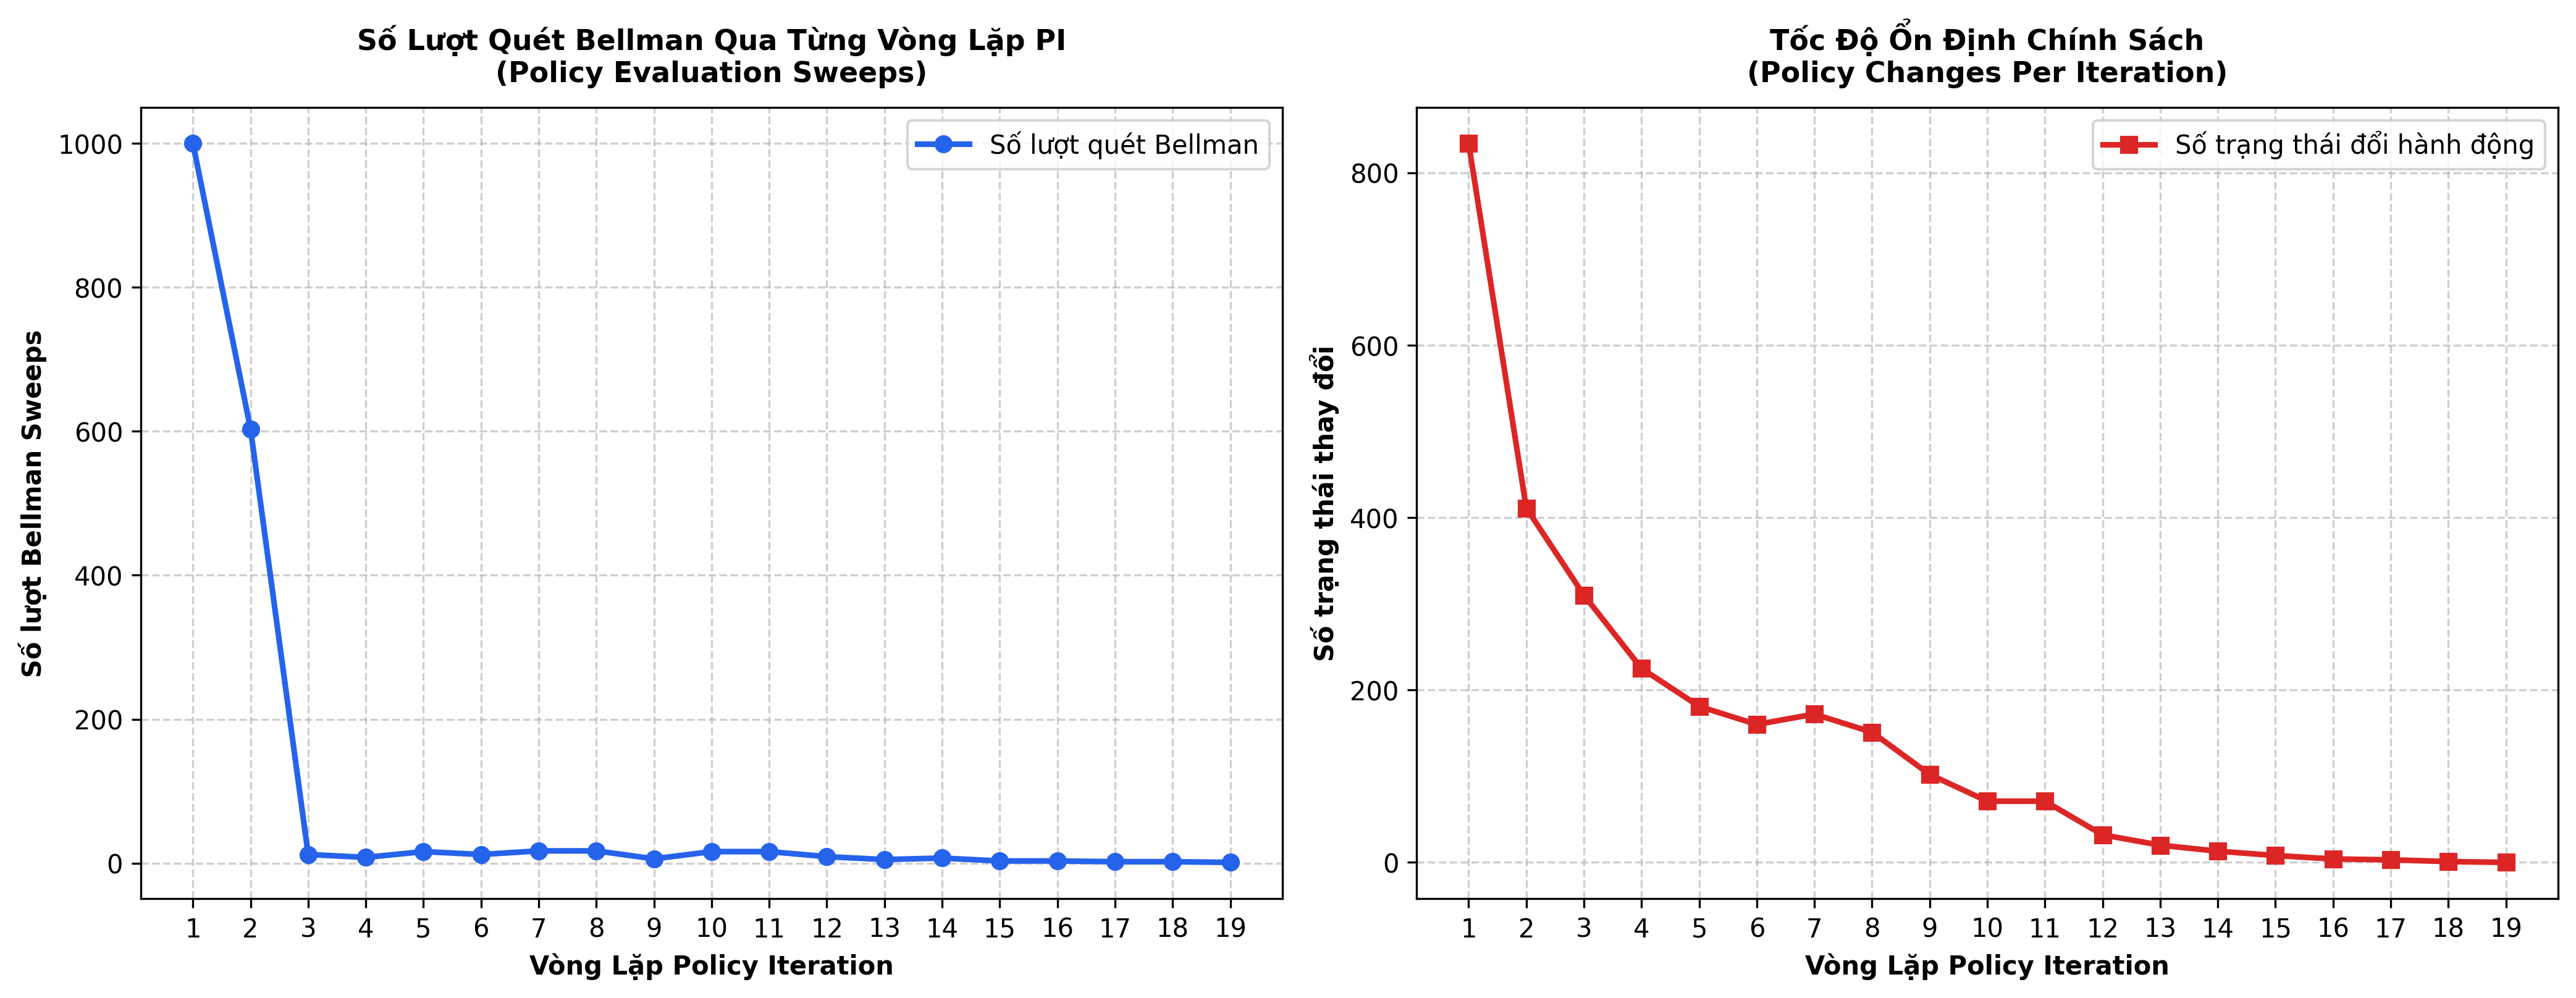 Số Lượt Quét Bellman Qua Từng Vòng Lặp PI
(Policy Evaluation Sweeps)
Số lượt Bellman Sweeps
1000
800
600
400
200
0
Số lượt quét Bellman
1 2 3 4 5 6 7 8 9 10 11 12 13 14 15 16 17 18 19
Vòng Lặp Policy Iteration
Tốc Độ Ổn Định Chính Sách
(Policy Changes Per Iteration)
Số trạng thái thay đổi
800
600
400
200
0
Số trạng thái đổi hành động
1 2 3 4 5 6 7 8 9 10 11 12 13 14 15 16 17 18 19
Vòng Lặp Policy Iteration